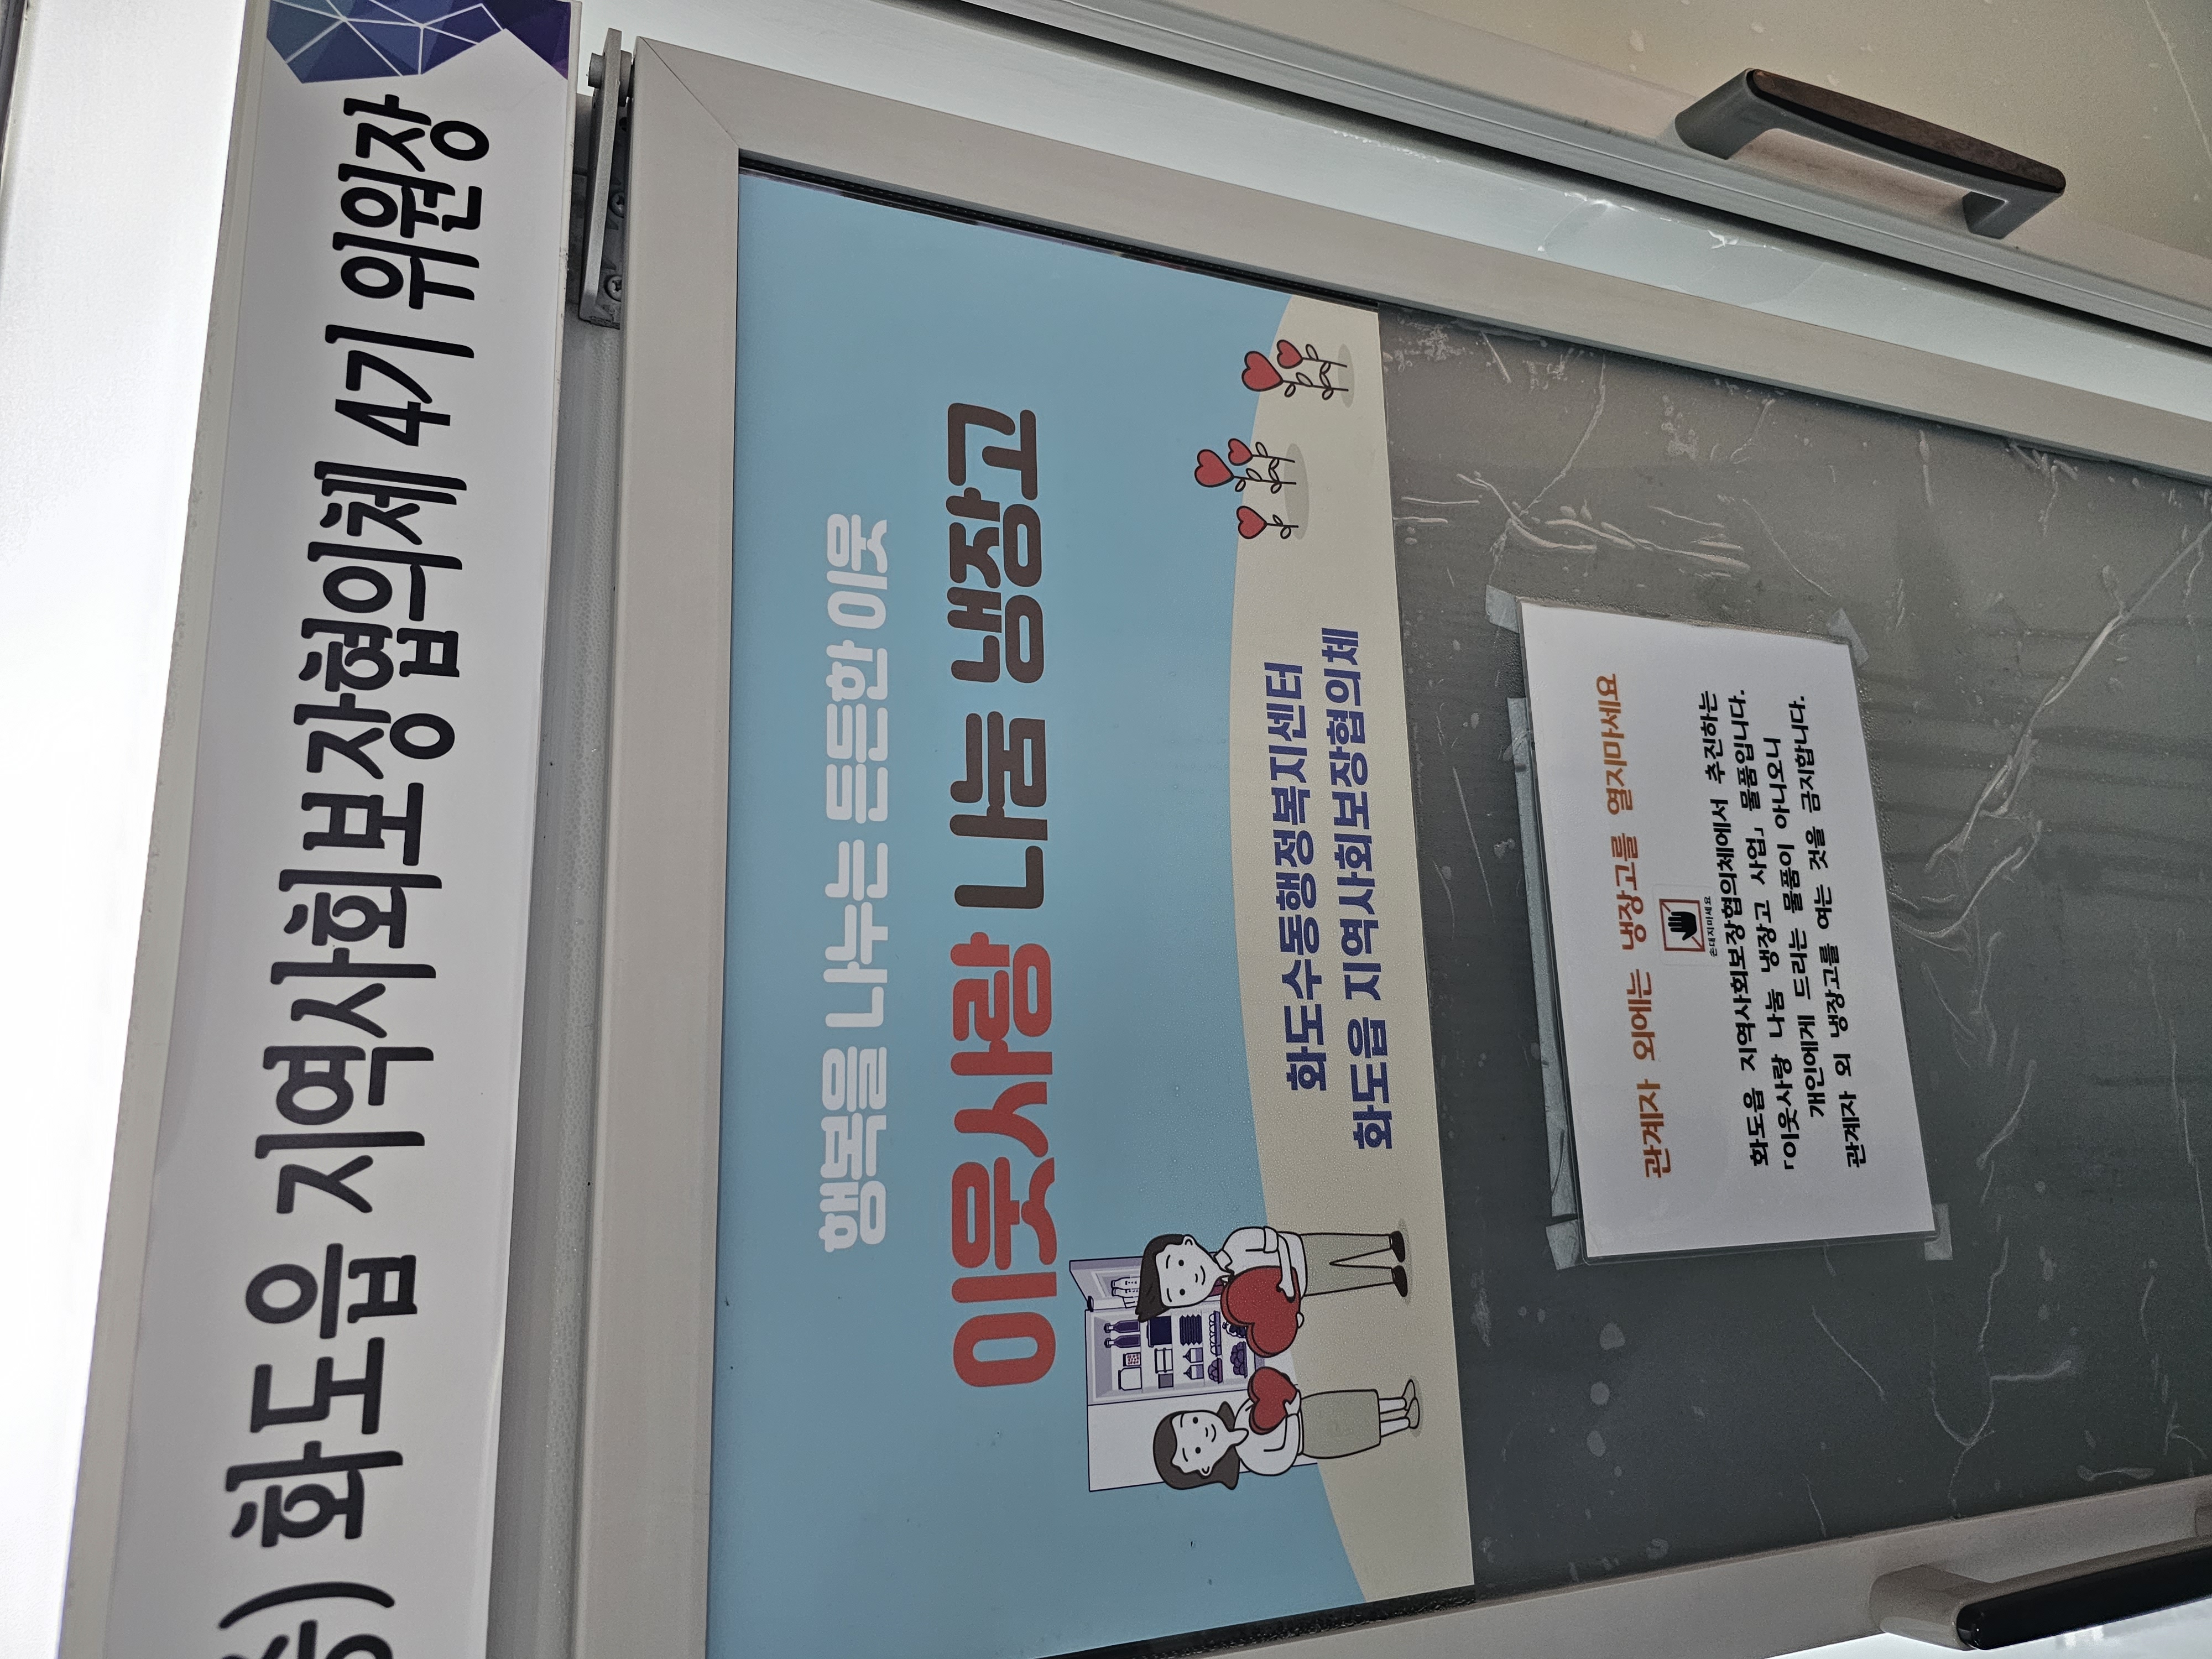 ) 화도읍 지역사회보장협의체 4기 위원장
행복을 나누는 든든한 이웃
이웃사랑 나눔 냉장고
화도수동행정복지센터
화도읍 지역사회보장협의체
관계자 외에는 냉장고를 열지마세요
손대지마세요
화도읍 지역사회보장협의체에서 추진하는
「이웃사랑 나눔 냉장고 사업」 물품입니다.
개인에게 드리는 물품이 아니오니
관계자 외 냉장고를 여는 것을 금지합니다.